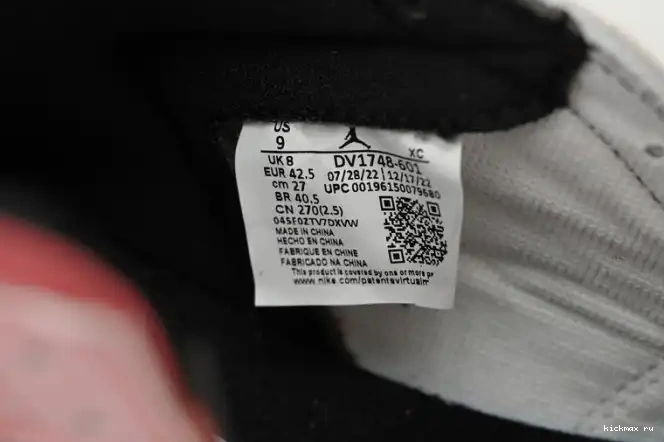 US
9
XC
UK 8 DV1748-601
EUR 42.5 07/28/22 | 12/17/22
cm 27 UPC 00196150079680
BR 40.5
CN 270(2.5)
045F0ZTV7DXVW
MADE IN CHINA
HECHO EN CHINA
FABRIQUE EN CHINE
FABRICADO NA CHINA
This product is covered by one or more pa
www.nike.com/patentsvirtualm
kickmax ru